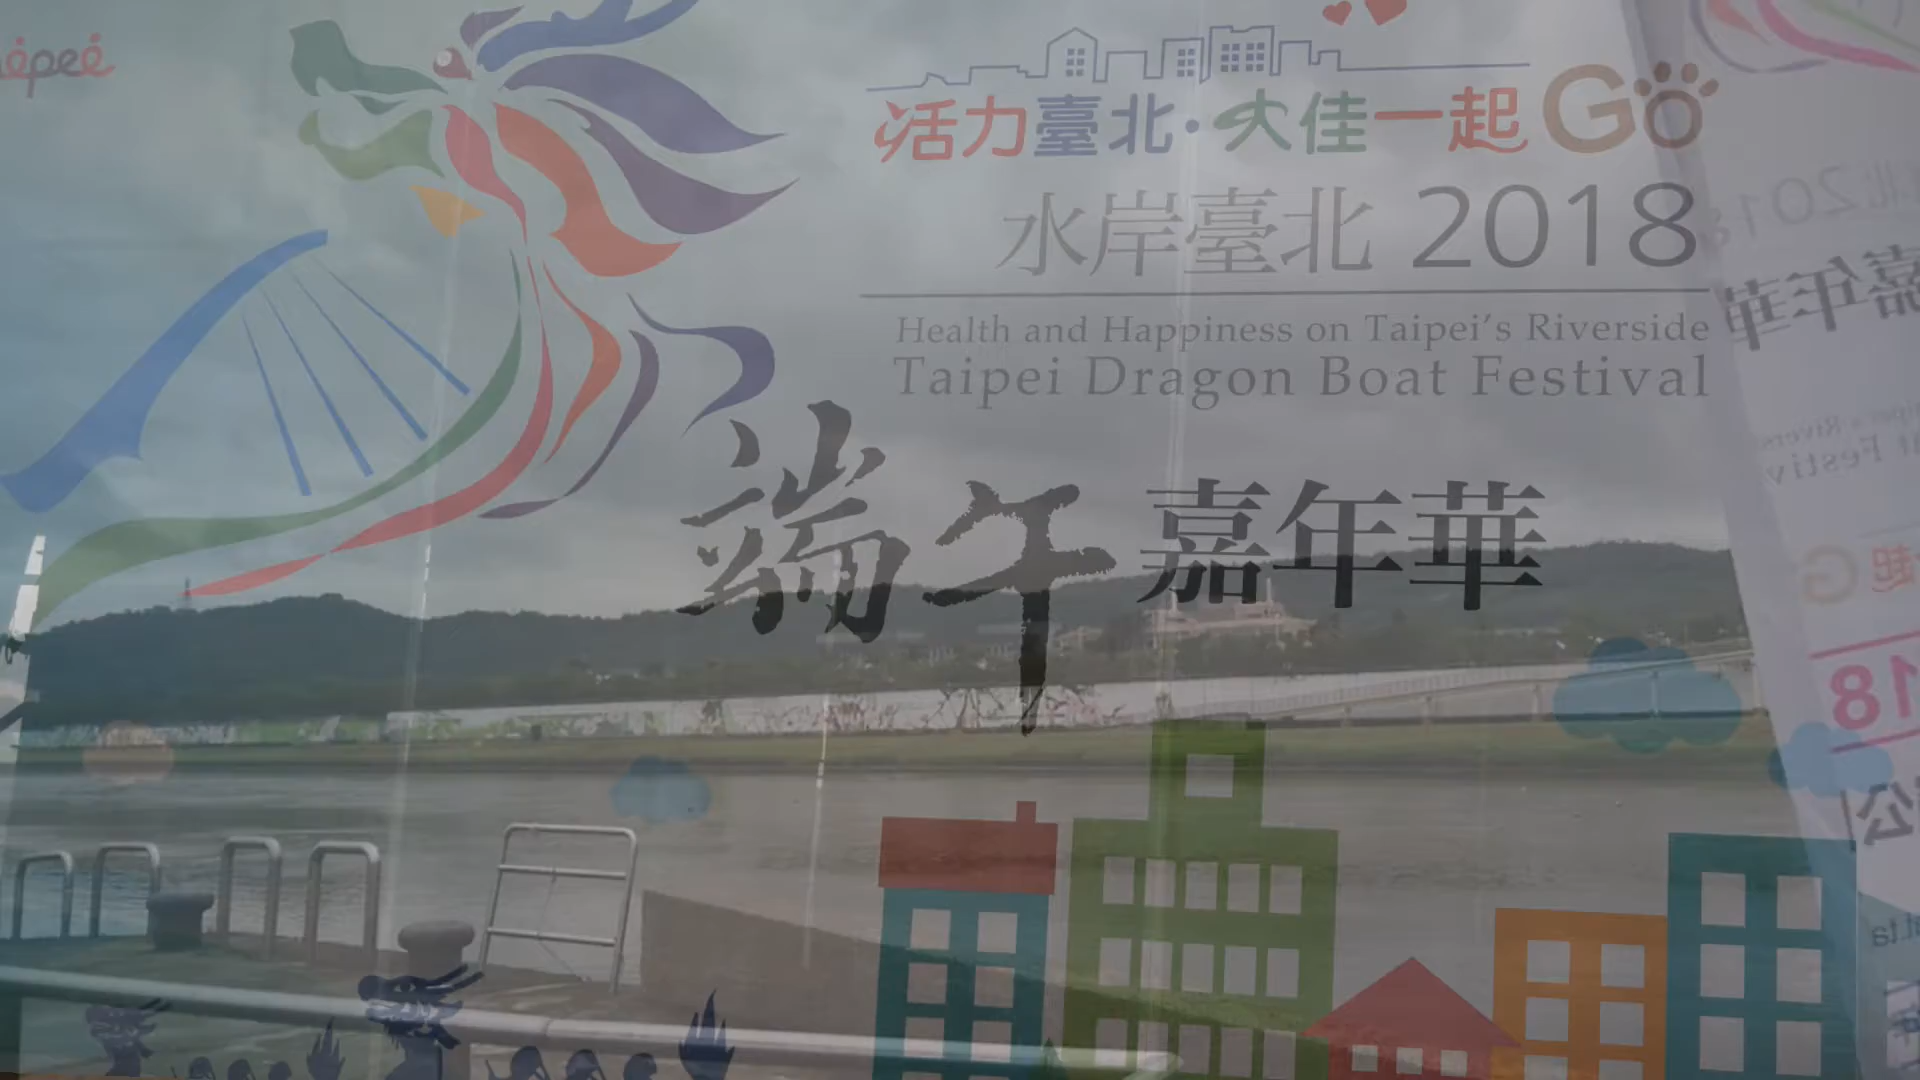 活力臺北·大佳一起GO
水岸臺北 2018
Health and Happiness on Taipei's Riverside
Taipei Dragon Boat Festival
端午嘉年華